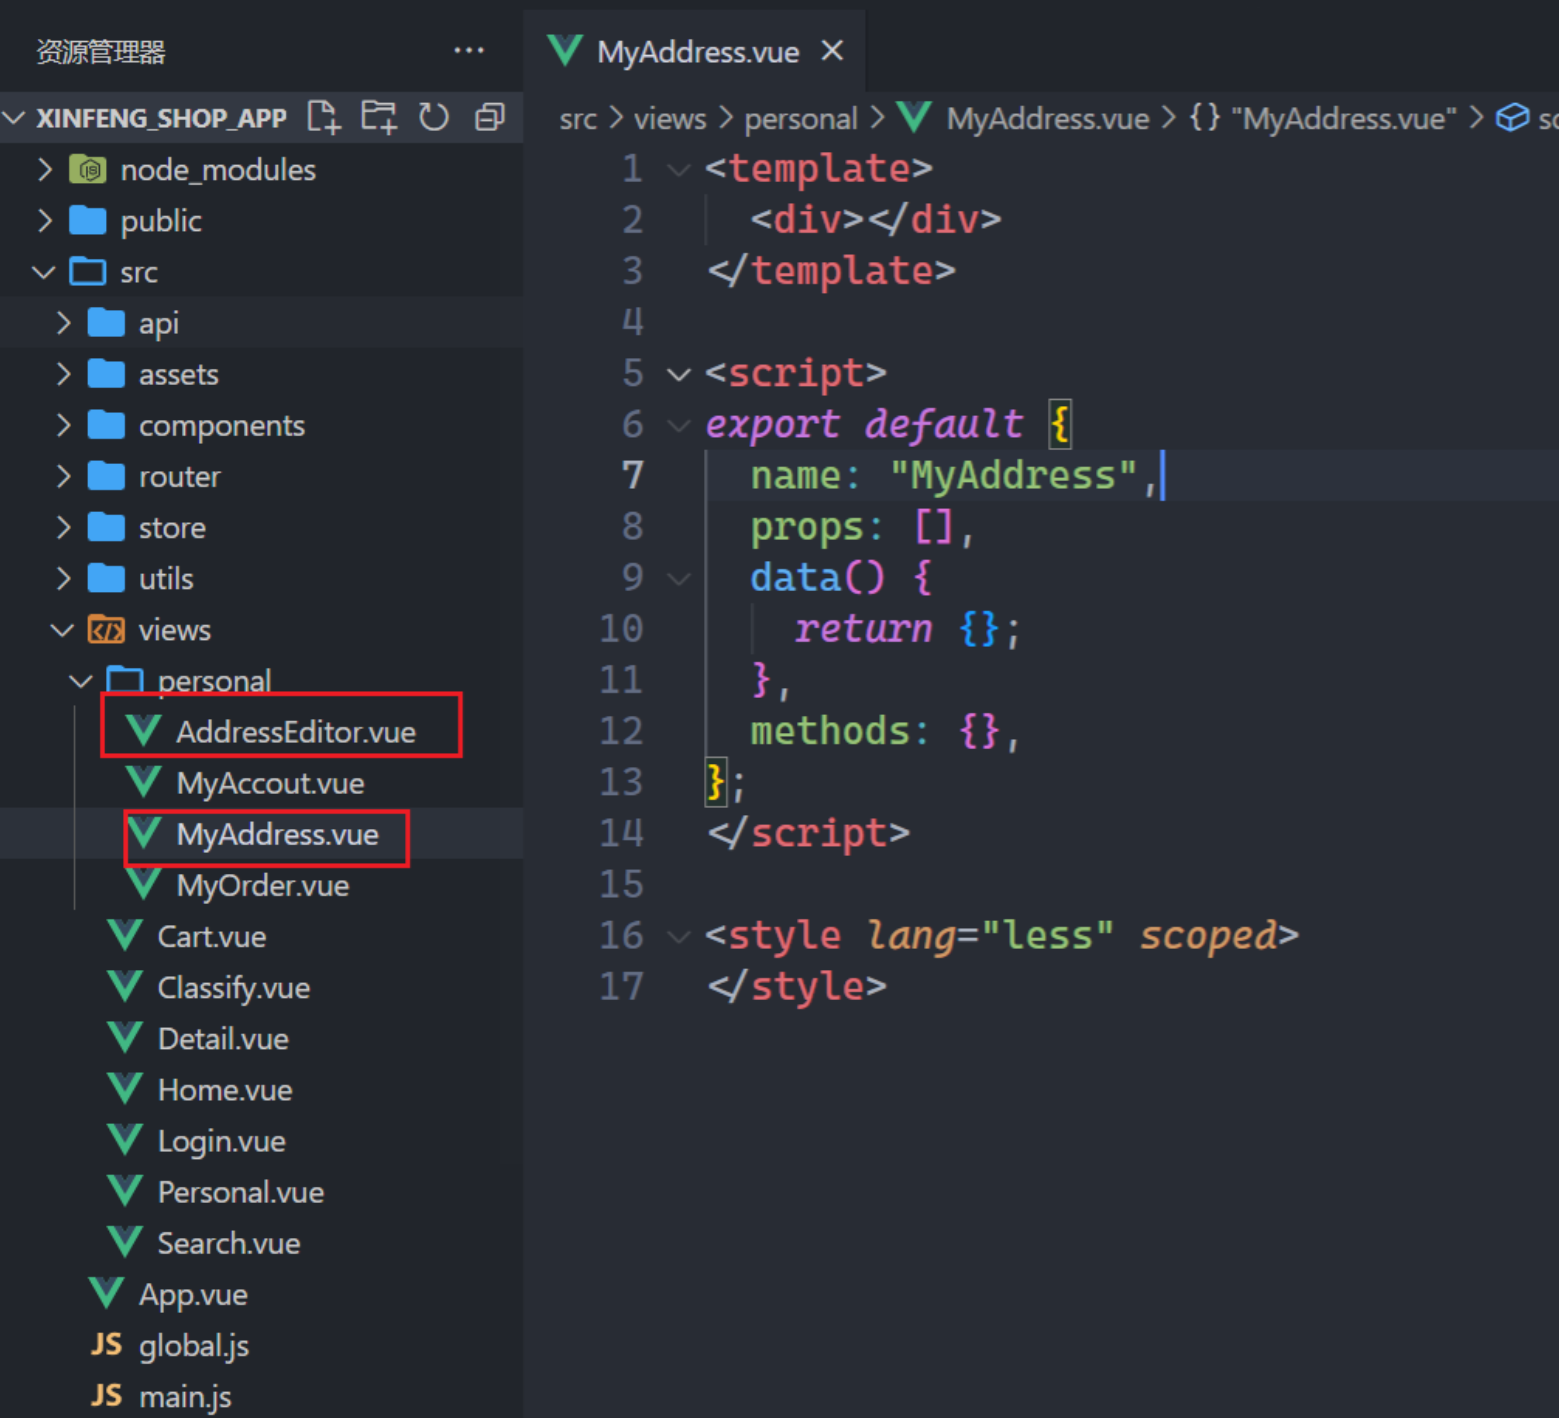 资源管理器
XINFENG_SHOP_APP
node_modules
public
src
api
assets
components
router
store
utils
views
personal
AddressEditor.vue
MyAccout.vue
MyAddress.vue
MyOrder.vue
Cart.vue
Classify.vue
Detail.vue
Home.vue
Login.vue
Personal.vue
Search.vue
App.vue
JS global.js
JS main.js
MyAddress.vue
src > views > personal > MyAddress.vue > {} "MyAddress.vue" >
1 <template>
2 <div></div>
3 </template>
4
5 <script>
6 export default {
7 name: "MyAddress",
8 props: [],
9 data() {
10 return {};
11 },
12 methods: {},
13 };
14 </script>
15
16 <style lang="less" scoped>
17 </style>